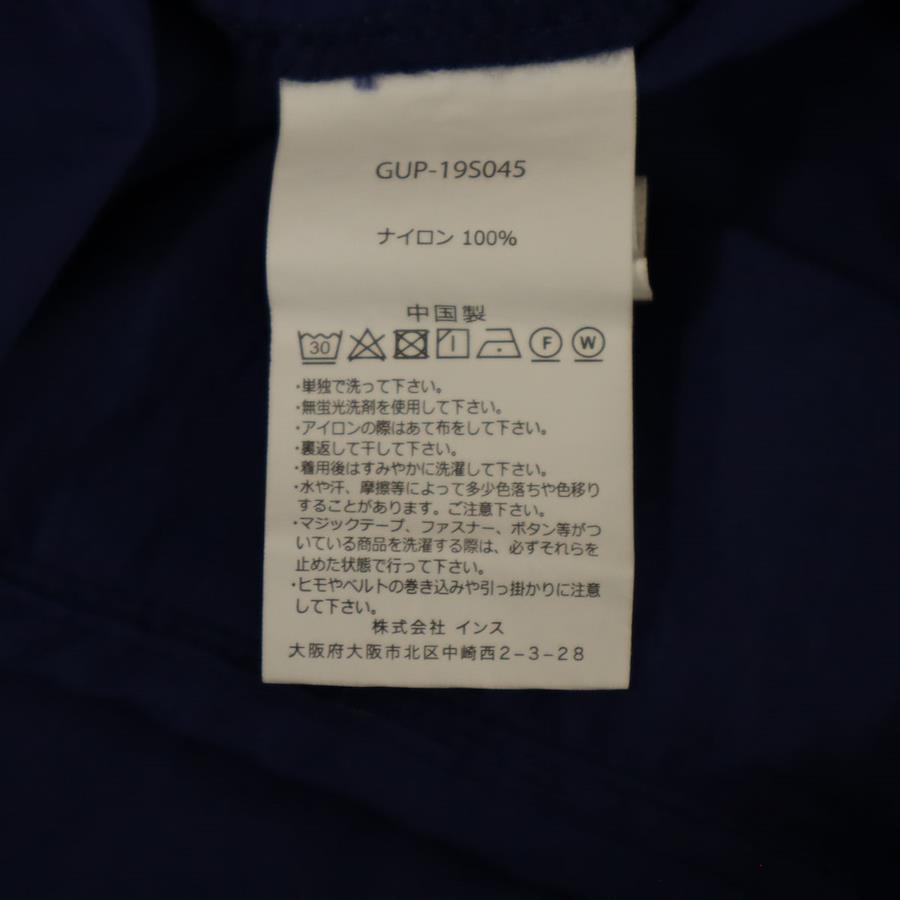 GUP-19S045
ナイロン 100%
中国製
30 F W
・単独で洗って下さい。
・無蛍光洗剤を使用して下さい。
・アイロンの際はあて布をして下さい。
・裏返して干して下さい。
・着用後はすみやかに洗濯して下さい。
・水や汗、摩擦等によって多少色落ちや色移り
することがあります。ご注意下さい。
・マジックテープ、ファスナー、ボタン等がつ
いている商品を洗濯する際は、必ずそれらを
止めた状態で行って下さい。
・ヒモやベルトの巻き込みや引っ掛かりに注意
して下さい。
株式会社 インス
大阪府大阪市北区中崎西2-3-28